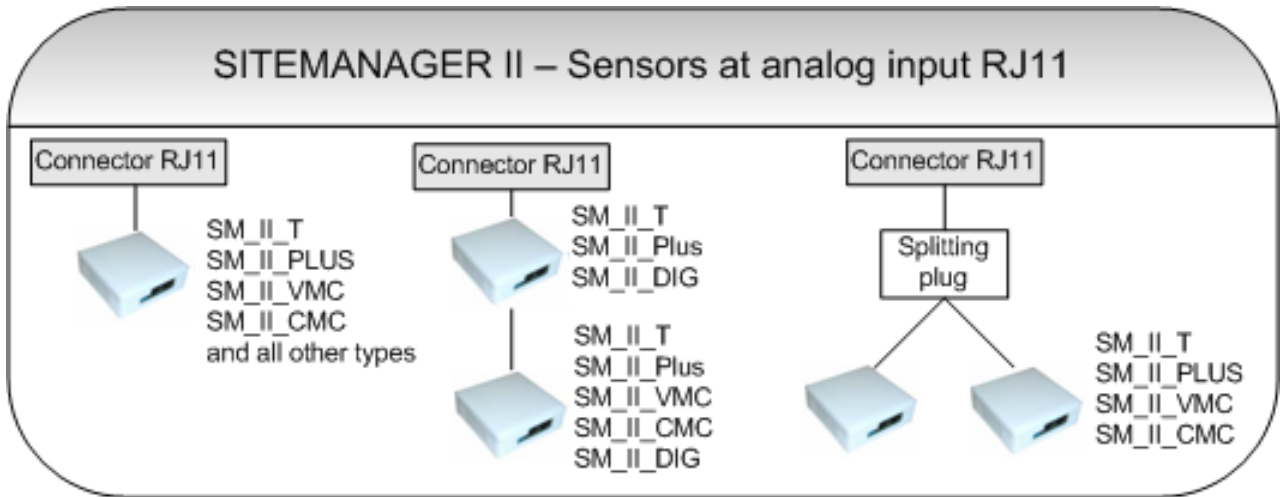 SITEMANAGER II – Sensors at analog input RJ11
Connector RJ11
SM_II_T
SM_II_PLUS
SM_II_VMC
SM_II_CMC
and all other types
Connector RJ11
SM_II_T
SM_II_Plus
SM_II_DIG
SM_II_T
SM_II_Plus
SM_II_VMC
SM_II_CMC
SM_II_DIG
Connector RJ11
Splitting
plug
SM_II_T
SM_II_PLUS
SM_II_VMC
SM_II_CMC